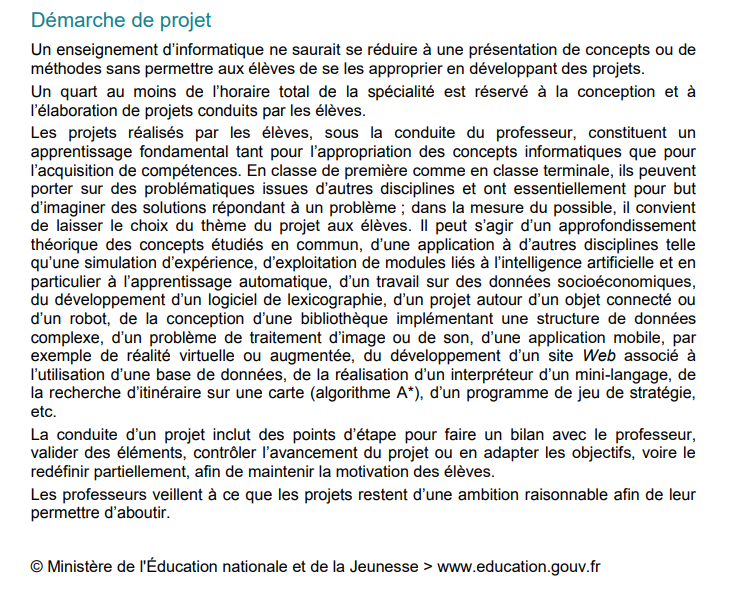 Démarche de projet
Un enseignement d’informatique ne saurait se réduire à une présentation de concepts ou de
méthodes sans permettre aux élèves de se les approprier en développant des projets.
Un quart au moins de l’horaire total de la spécialité est réservé à la conception et à
l’élaboration de projets conduits par les élèves.
Les projets réalisés par les élèves, sous la conduite du professeur, constituent un
apprentissage fondamental tant pour l’appropriation des concepts informatiques que pour
l’acquisition de compétences. En classe de première comme en classe terminale, ils peuvent
porter sur des problématiques issues d’autres disciplines et ont essentiellement pour but
d’imaginer des solutions répondant à un problème ; dans la mesure du possible, il convient
de laisser le choix du thème du projet aux élèves. Il peut s’agir d’un approfondissement
théorique des concepts étudiés en commun, d’une application à d’autres disciplines telle
qu’une simulation d’expérience, d’exploitation de modules liés à l’intelligence artificielle et en
particulier à l’apprentissage automatique, d’un travail sur des données socioéconomiques,
du développement d’un logiciel de lexicographie, d’un projet autour d’un objet connecté ou
d’un robot, de la conception d’une bibliothèque implémentant une structure de données
complexe, d’un problème de traitement d’image ou de son, d’une application mobile, par
exemple de réalité virtuelle ou augmentée, du développement d’un site Web associé à
l’utilisation d’une base de données, de la réalisation d’un interpréteur d’un mini-langage, de
la recherche d’itinéraire sur une carte (algorithme A*), d’un programme de jeu de stratégie,
etc.
La conduite d’un projet inclut des points d’étape pour faire un bilan avec le professeur,
valider des éléments, contrôler l’avancement du projet ou en adapter les objectifs, voire le
redéfinir partiellement, afin de maintenir la motivation des élèves.
Les professeurs veillent à ce que les projets restent d’une ambition raisonnable afin de leur
permettre d’aboutir.
© Ministère de l'Éducation nationale et de la Jeunesse > www.education.gouv.fr